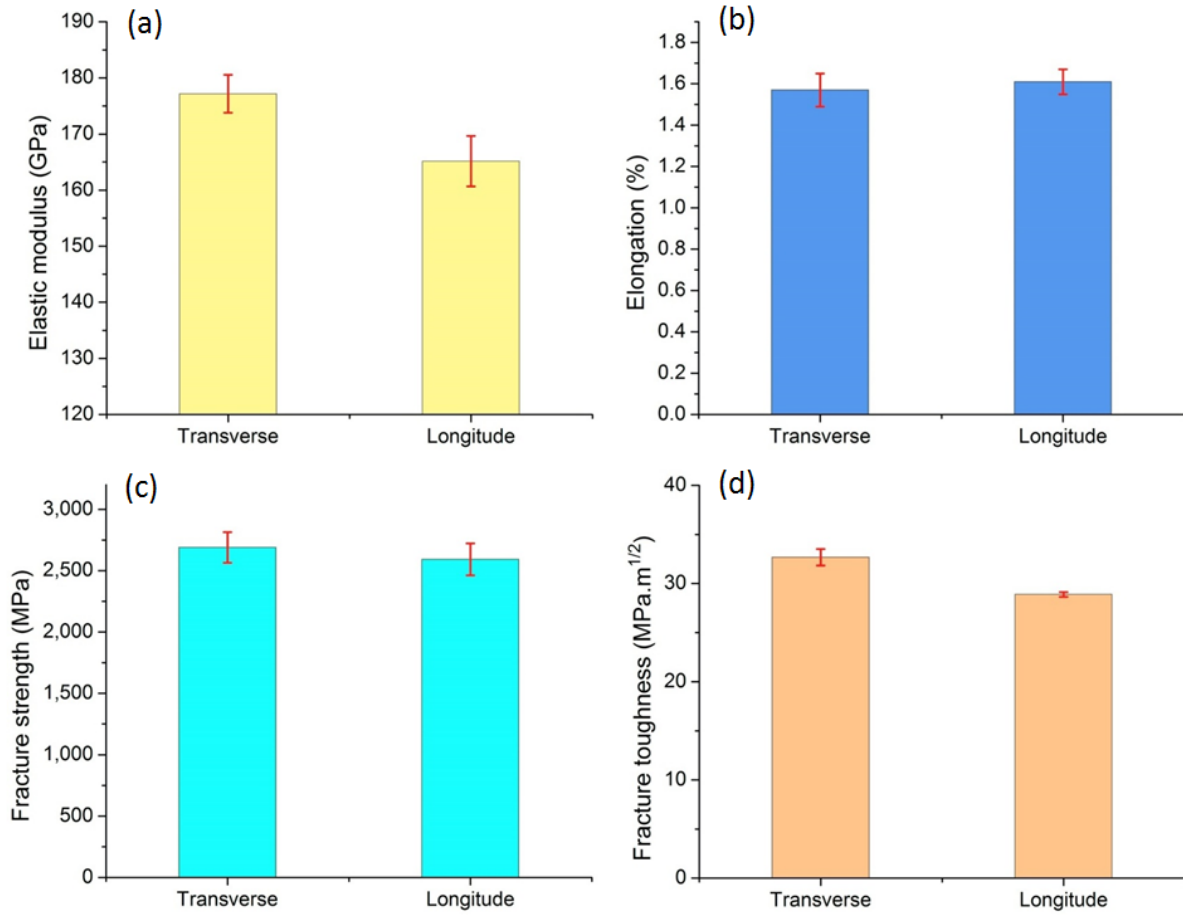 (a)
Elastic modulus (GPa)
190
180
170
160
150
140
130
120
Transverse
Longitude
(b)
Elongation (%)
1.8
1.6
1.4
1.2
1.0
0.8
0.6
0.4
0.2
0.0
Transverse
Longitude
(c)
Fracture strength (MPa)
3,000
2,500
2,000
1,500
1,000
500
0
Transverse
Longitude
(d)
Fracture toughness (MPa.m^1/2)
40
30
20
10
0
Transverse
Longitude